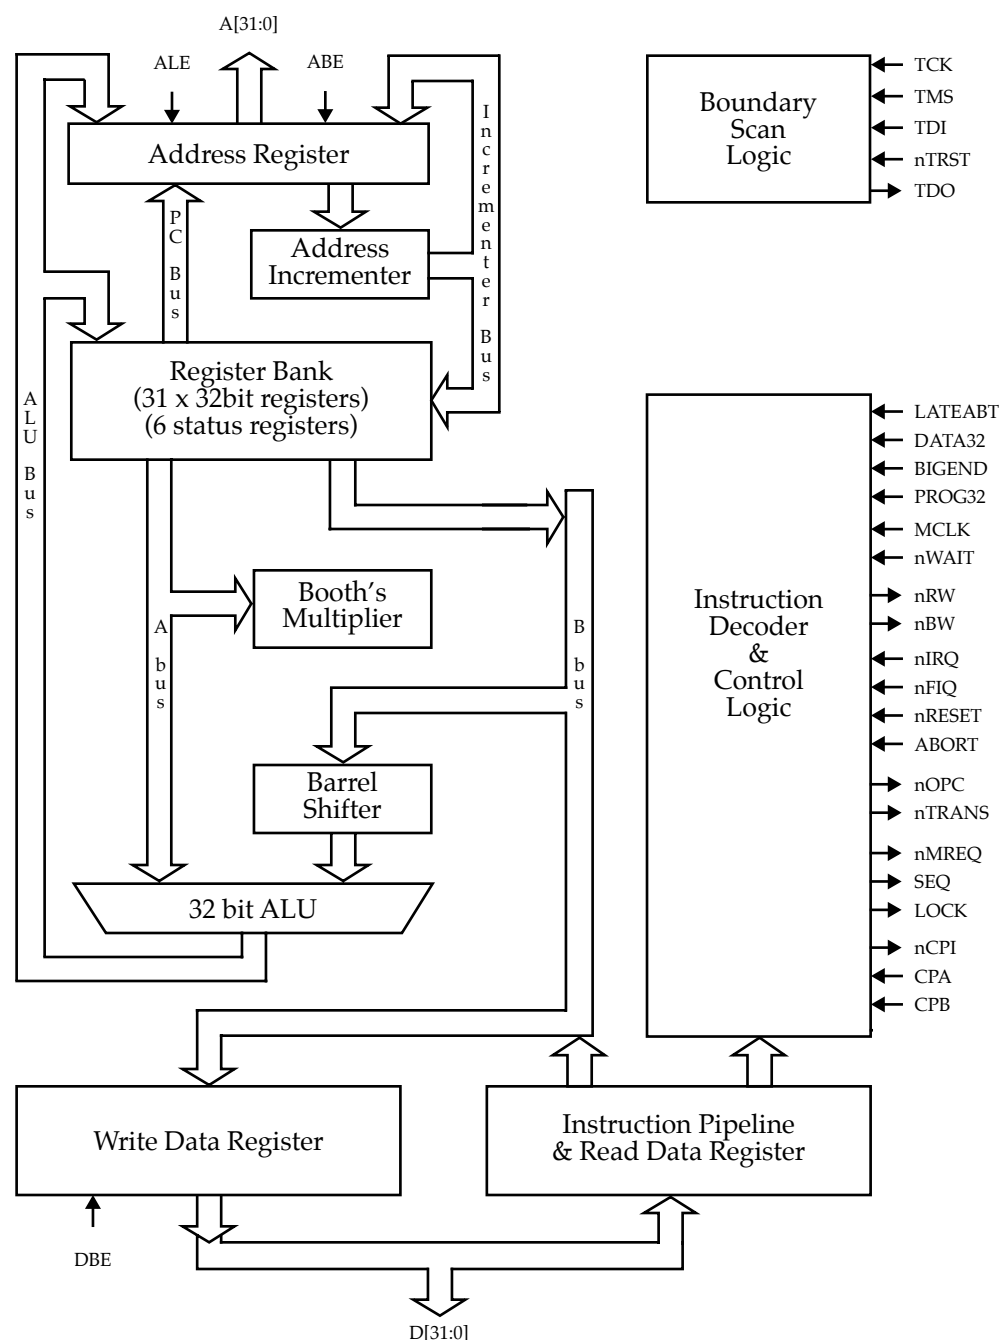 A[31:0]
ALE
ABE
Address Register
Incrementer Bus
PC Bus
Address
Incrementer
Register Bank
(31 x 32bit registers)
(6 status registers)
ALU Bus
Booth's
Multiplier
A bus
B bus
Barrel
Shifter
32 bit ALU
Write Data Register
DBE
Instruction Pipeline
& Read Data Register
D[31:0]
Boundary
Scan
Logic
TCK
TMS
TDI
nTRST
TDO
Instruction
Decoder
&
Control
Logic
LATEABT
DATA32
BIGEND
PROG32
MCLK
nWAIT
nRW
nBW
nIRQ
nFIQ
nRESET
ABORT
nOPC
nTRANS
nMREQ
SEQ
LOCK
nCPI
CPA
CPB